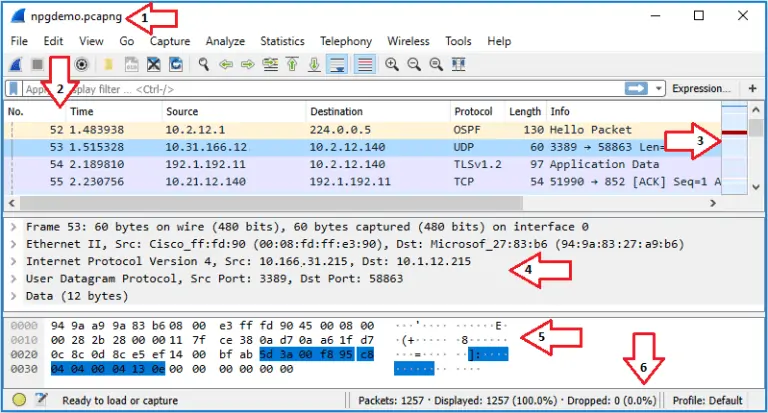 npgdemo.pcapng
1
File Edit View Go Capture Analyze Statistics Telephony Wireless Tools Help
2
display filter ... <Ctrl-/> Expression... +
No. Time Source Destination Protocol Length Info
52 1.483938 10.2.12.1 224.0.0.5 OSPF 130 Hello Packet
3
53 1.515328 10.31.166.12 10.2.12.140 UDP 60 3389 → 58863 Len=
54 2.189810 192.1.192.11 10.2.12.140 TLSv1.2 97 Application Data
55 2.230756 10.21.12.140 192.1.192.11 TCP 54 51990 → 852 [ACK] Seq=1 A
Frame 53: 60 bytes on wire (480 bits), 60 bytes captured (480 bits) on interface 0
Ethernet II, Src: Cisco_ff:fd:90 (00:08:fd:ff:e3:90), Dst: Microsof_27:83:b6 (94:9a:83:27:a9:b6)
Internet Protocol Version 4, Src: 10.166.31.215, Dst: 10.1.12.215
4
User Datagram Protocol, Src Port: 3389, Dst Port: 58863
Data (12 bytes)
0000 94 9a a9 9a 83 b6 08 00 e3 ff fd 90 45 00 08 00 ···'···· ······E·
5
0010 00 28 2b 28 00 00 11 7f ce 38 0a d7 0a a6 1f d7 ·(+····· ·8······
0020 0c 8c 0d 8c e5 ef 14 00 bf ab 5d 3a 00 f8 95 c8 ····=··· ··]:····
0030 04 04 00 04 13 0e 00 00 00 00 00 00
6
Ready to load or capture Packets: 1257 · Displayed: 1257 (100.0%) · Dropped: 0 (0.0%) Profile: Default